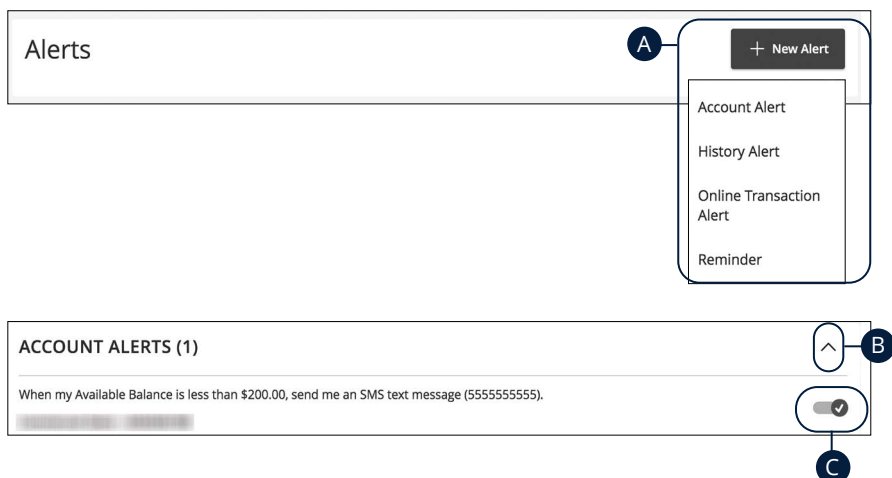 Alerts
A
+ New Alert
Account Alert
History Alert
Online Transaction
Alert
Reminder
ACCOUNT ALERTS (1)
B
When my Available Balance is less than $200.00, send me an SMS text message (5555555555).
C